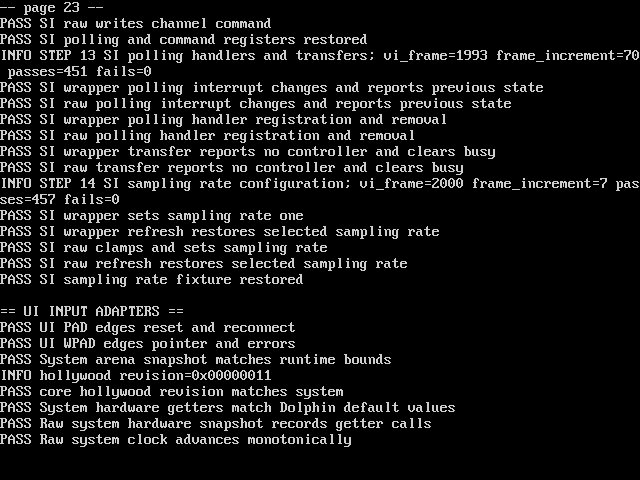 -- page 23 --
PASS SI raw writes channel command
PASS SI polling and command registers restored
INFO STEP 13 SI polling handlers and transfers; vi_frame=1993 frame_increment=70
 passes=451 fails=0
PASS SI wrapper polling interrupt changes and reports previous state
PASS SI raw polling interrupt changes and reports previous state
PASS SI wrapper polling handler registration and removal
PASS SI raw polling handler registration and removal
PASS SI wrapper transfer reports no controller and clears busy
PASS SI raw transfer reports no controller and clears busy
INFO STEP 14 SI sampling rate configuration; vi_frame=2000 frame_increment=7 pas
ses=457 fails=0
PASS SI wrapper sets sampling rate one
PASS SI wrapper refresh restores selected sampling rate
PASS SI raw clamps and sets sampling rate
PASS SI raw refresh restores selected sampling rate
PASS SI sampling rate fixture restored

== UI INPUT ADAPTERS ==
PASS UI PAD edges reset and reconnect
PASS UI WPAD edges pointer and errors
PASS System arena snapshot matches runtime bounds
INFO hollywood revision=0x00000011
PASS core hollywood revision matches system
PASS System hardware getters match Dolphin default values
PASS Raw system hardware snapshot records getter calls
PASS Raw system clock advances monotonically